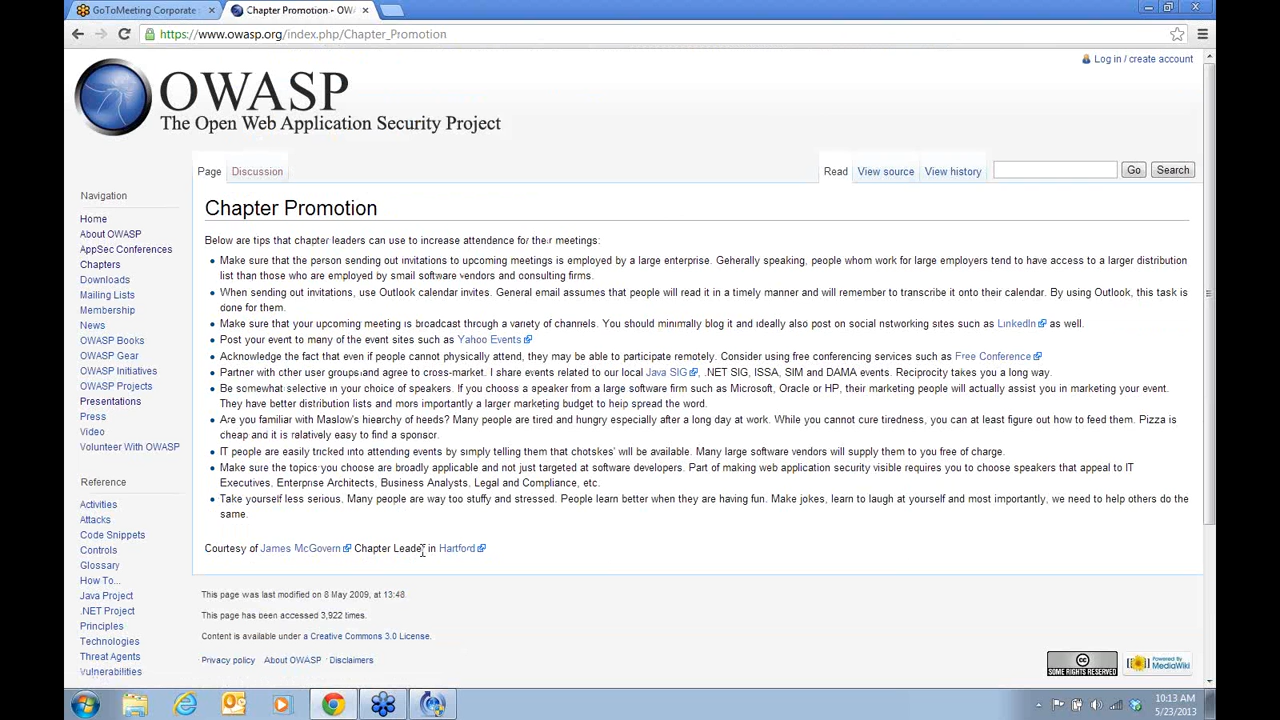 GoToMeeting Corporate
Chapter Promotion - OWA
https://www.owasp.org/index.php/Chapter_Promotion
Log in / create account
OWASP
The Open Web Application Security Project
Page Discussion Read View source View history Go Search
Navigation
Home
About OWASP
AppSec Conferences
Chapters
Downloads
Mailing Lists
Membership
News
OWASP Books
OWASP Gear
OWASP Initiatives
OWASP Projects
Presentations
Press
Video
Volunteer With OWASP
Reference
Activities
Attacks
Code Snippets
Controls
Glossary
How To...
Java Project
.NET Project
Principles
Technologies
Threat Agents
Vulnerabilities
Chapter Promotion
Below are tips that chapter leaders can use to increase attendence for their meetings:
Make sure that the person sending out invitations to upcoming meetings is employed by a large enterprise. Generally speaking, people whom work for large employers tend to have access to a larger distribution
list than those who are employed by small software vendors and consulting firms.
When sending out invitations, use Outlook calendar invites. General email assumes that people will read it in a timely manner and will remember to transcribe it onto their calendar. By using Outlook, this task is
done for them.
Make sure that your upcoming meeting is broadcast through a variety of channels. You should minimally blog it and ideally also post on social networking sites such as LinkedIn as well.
Post your event to many of the event sites such as Yahoo Events
Acknowledge the fact that even if people cannot physically attend, they may be able to participate remotely. Consider using free conferencing services such as Free Conference
Partner with other user groups and agree to cross-market. I share events related to our local Java SIG, .NET SIG, ISSA, SIM and DAMA events. Reciprocity takes you a long way.
Be somewhat selective in your choice of speakers. If you choose a speaker from a large software firm such as Microsoft, Oracle or HP, their marketing people will actually assist you in marketing your event.
They have better distribution lists and more importantly a larger marketing budget to help spread the word.
Are you familiar with Maslow's hiearchy of needs? Many people are tired and hungry especially after a long day at work. While you cannot cure tiredness, you can at least figure out how to feed them. Pizza is
cheap and it is relatively easy to find a sponsor.
IT people are easily tricked into attending events by simply telling them that chotskes' will be available. Many large software vendors will supply them to you free of charge.
Make sure the topics you choose are broadly applicable and not just targeted at software developers. Part of making web application security visible requires you to choose speakers that appeal to IT
Executives, Enterprise Architects, Business Analysts, Legal and Compliance, etc.
Take yourself less serious. Many people are way too stuffy and stressed. People learn better when they are having fun. Make jokes, learn to laugh at yourself and most importantly, we need to help others do the
same.
Courtesy of James McGovern Chapter Leader in Hartford
This page was last modified on 8 May 2009, at 13:48.
This page has been accessed 3,922 times.
Content is available under a Creative Commons 3.0 License.
Privacy policy About OWASP Disclaimers
CC SOME RIGHTS RESERVED
Powered By MediaWiki
10:13 AM
5/23/2013